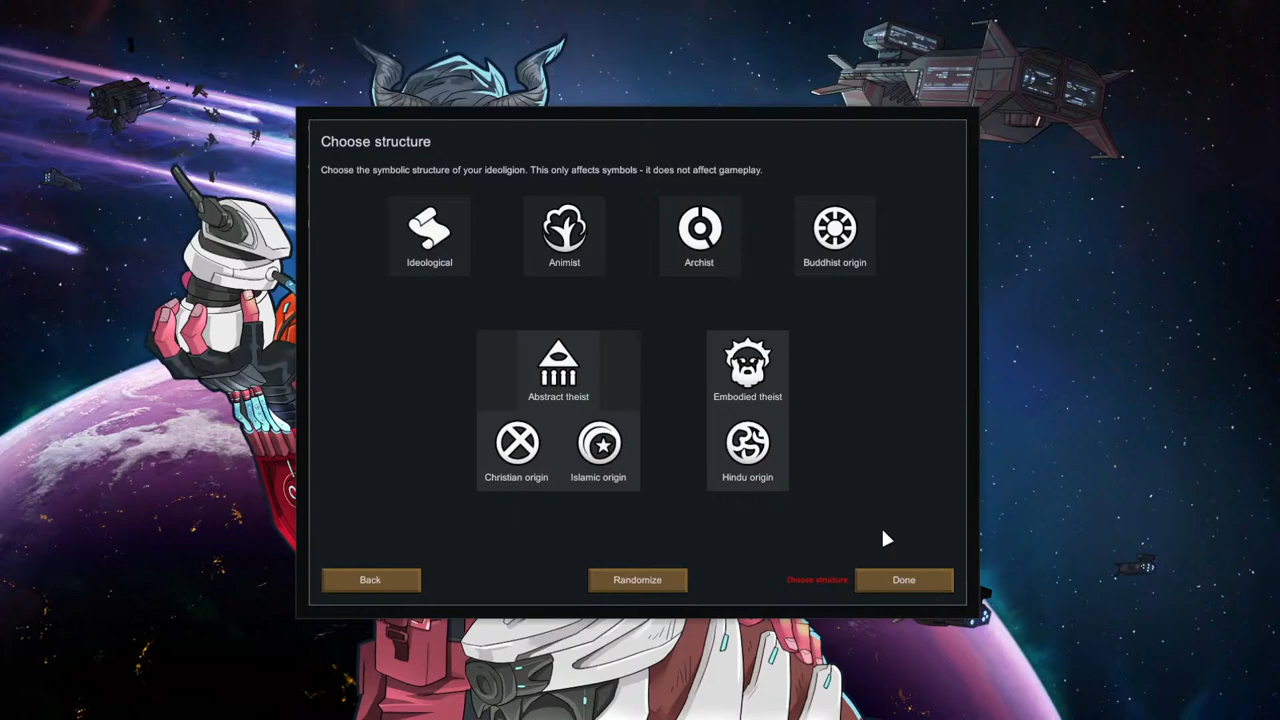 Choose structure
Choose the symbolic structure of your ideoligion. This only affects symbols - it does not affect gameplay.
Ideological
Animist
Archist
Buddhist origin
Abstract theist
Embodied theist
Christian origin
Islamic origin
Hindu origin
Back
Randomize
Choose structure
Done